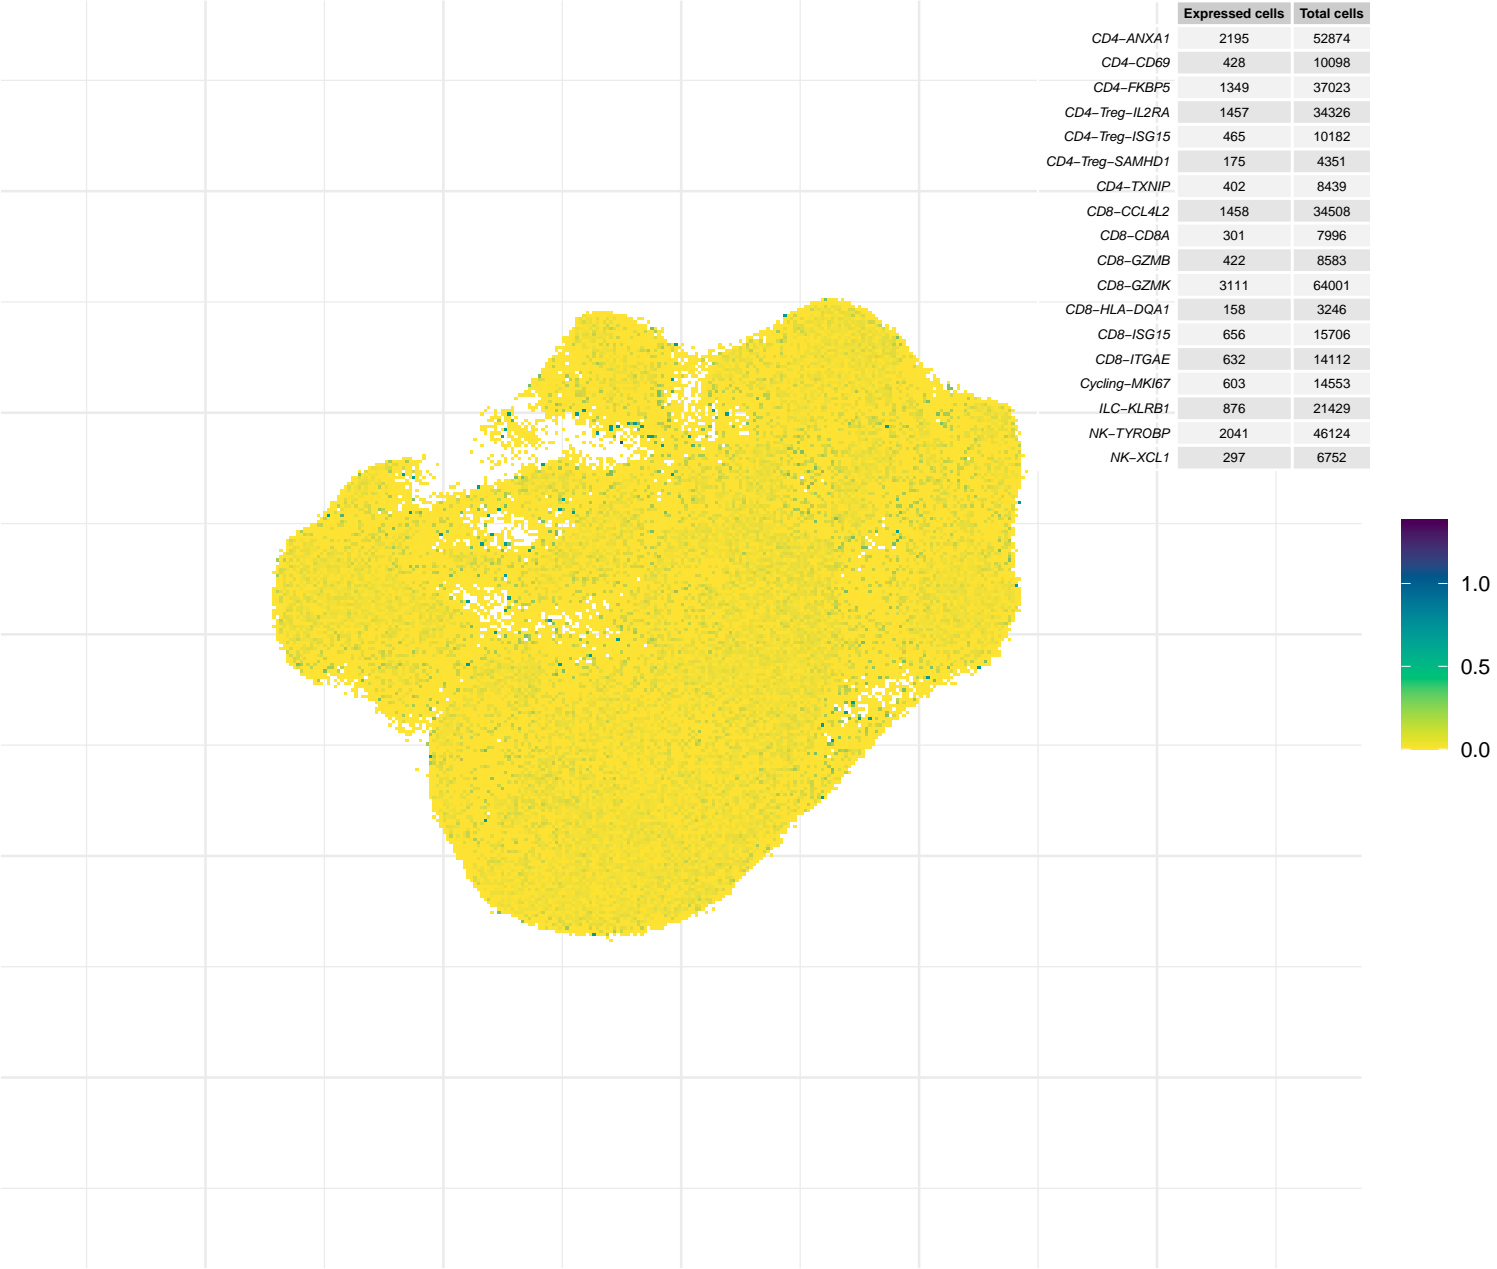 Expressed cells Total cells
CD4−ANXA1 2195 52874
CD4−CD69 428 10098
CD4−FKBP5 1349 37023
CD4−Treg−IL2RA 1457 34326
CD4−Treg−ISG15 465 10182
CD4−Treg−SAMHD1 175 4351
CD4−TXNIP 402 8439
CD8−CCL4L2 1458 34508
CD8−CD8A 301 7996
CD8−GZMB 422 8583
CD8−GZMK 3111 64001
CD8−HLA−DQA1 158 3246
CD8−ISG15 656 15706
CD8−ITGAE 632 14112
Cycling−MKI67 603 14553
ILC−KLRB1 876 21429
NK−TYROBP 2041 46124
NK−XCL1 297 6752
1.0
0.5
0.0